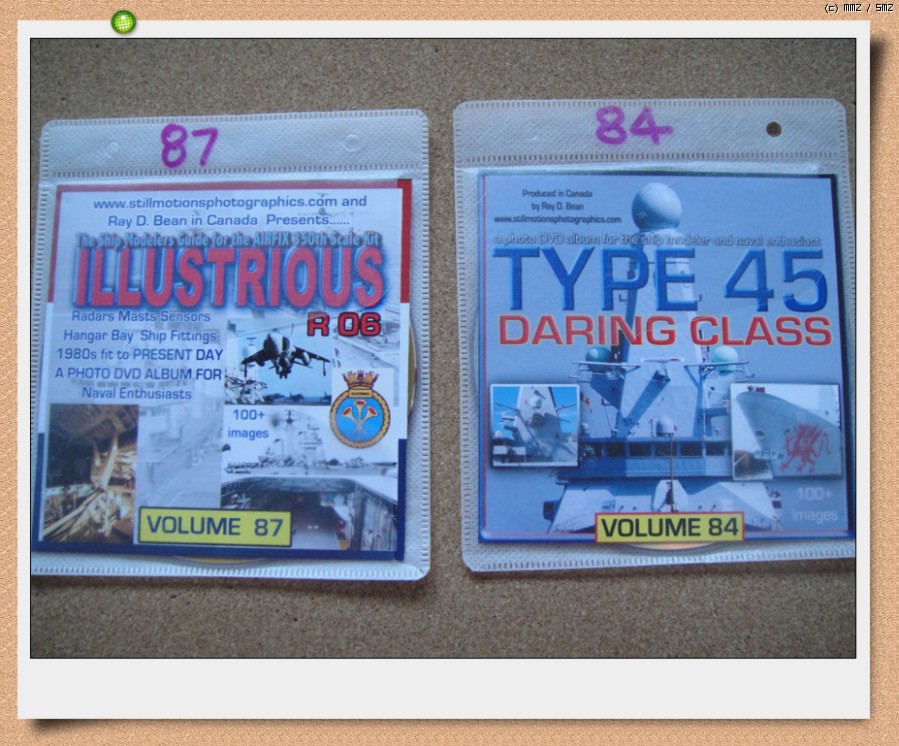 (c) MMZ / SMZ
87
www.stillmotionsphotographics.com and
Ray D. Bean in Canada Presents......
The Ship Modelers Guide for the AIRFIX 350th Scale Kit
ILLUSTRIOUS
R 06
Radars Masts Sensors
Hangar Bay Ship Fittings
1980s fit to PRESENT DAY
A PHOTO DVD ALBUM FOR
Naval Enthusiasts
100+
images
VOLUME 87
84
Produced in Canada
by Ray D. Bean
www.stillmotionsphotographics.com
a photo DVD album for the ship modeler and naval enthusiast
TYPE 45
DARING CLASS
100+
images
VOLUME 84